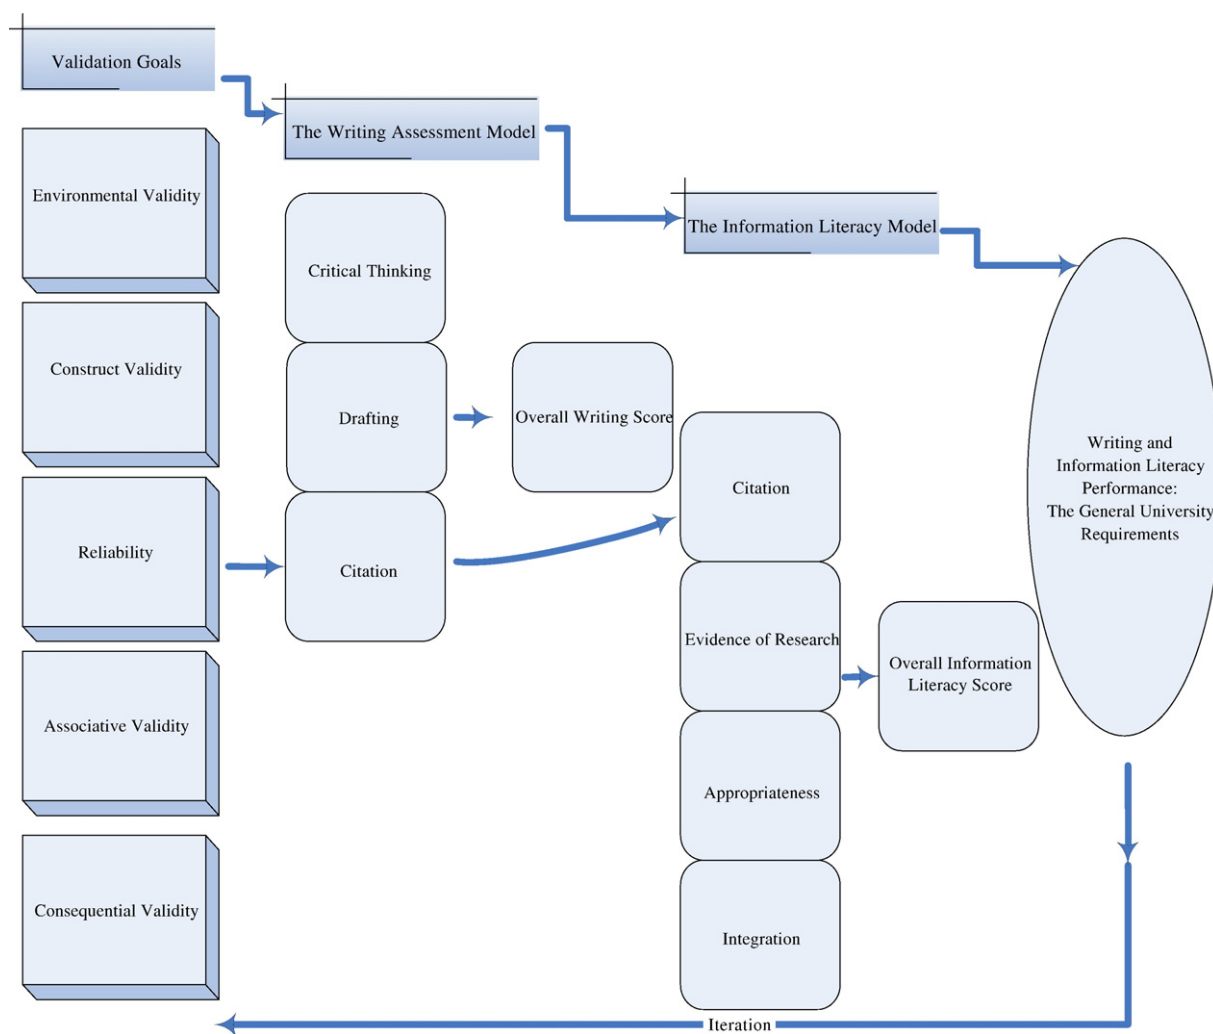 Validation Goals
The Writing Assessment Model
The Information Literacy Model
Environmental Validity
Construct Validity
Reliability
Associative Validity
Consequential Validity
Critical Thinking
Drafting
Citation
Overall Writing Score
Citation
Evidence of Research
Appropriateness
Integration
Overall Information
Literacy Score
Writing and
Information Literacy
Performance:
The General University
Requirements
Iteration